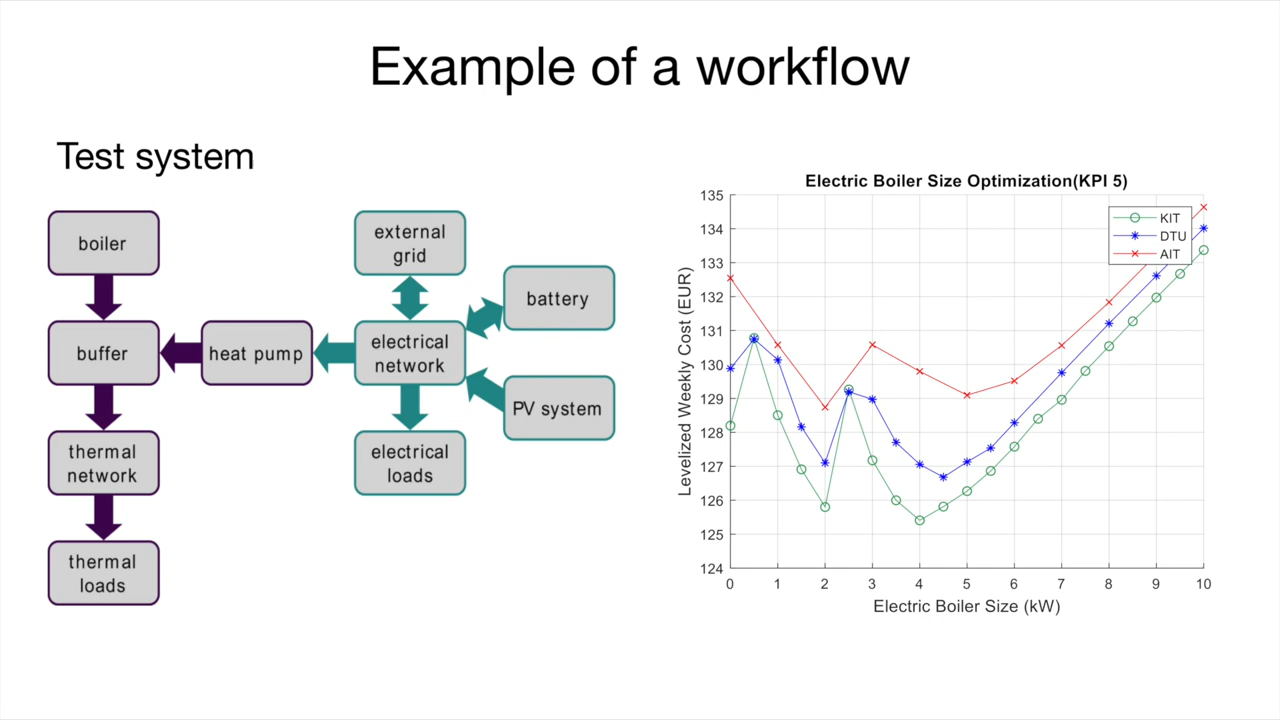 Example of a workflow
Test system
boiler
buffer
heat pump
thermal
network
thermal
loads
external
grid
electrical
network
electrical
loads
battery
PV system
Electric Boiler Size Optimization(KPI 5)
Levelized Weekly Cost (EUR)
135
134
133
132
131
130
129
128
127
126
125
124
0 1 2 3 4 5 6 7 8 9 10
Electric Boiler Size (kW)
KIT
DTU
AIT